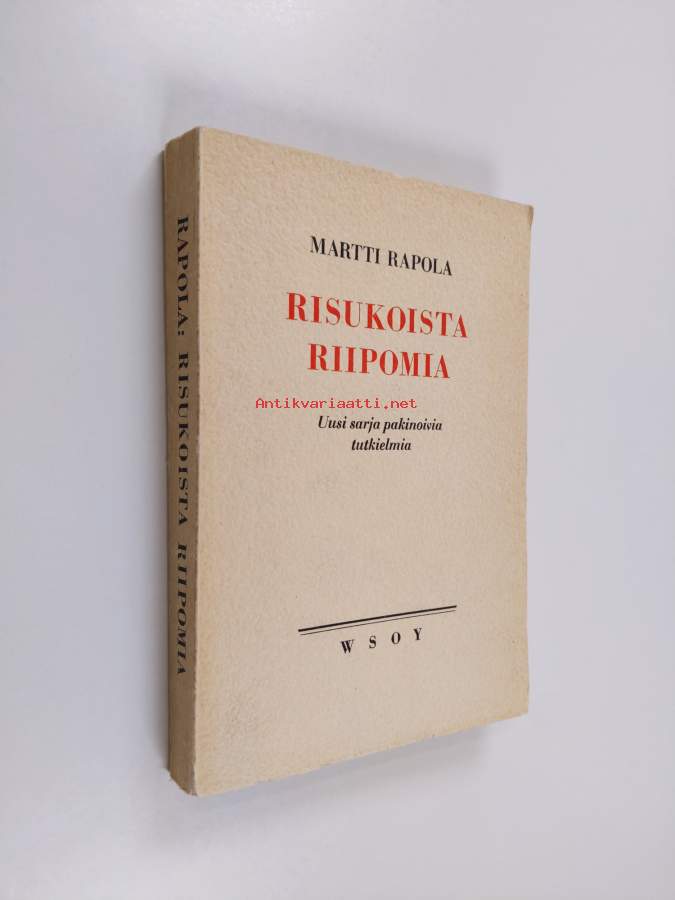 MARTTI RAPOLA
RISUKOISTA
RIIPOMIA
Antikvariaatti.net
Uusi sarja pakinoivia
tutkielmia
WSOY
RAPOLA: RISUKOISTA RIIPOMIA